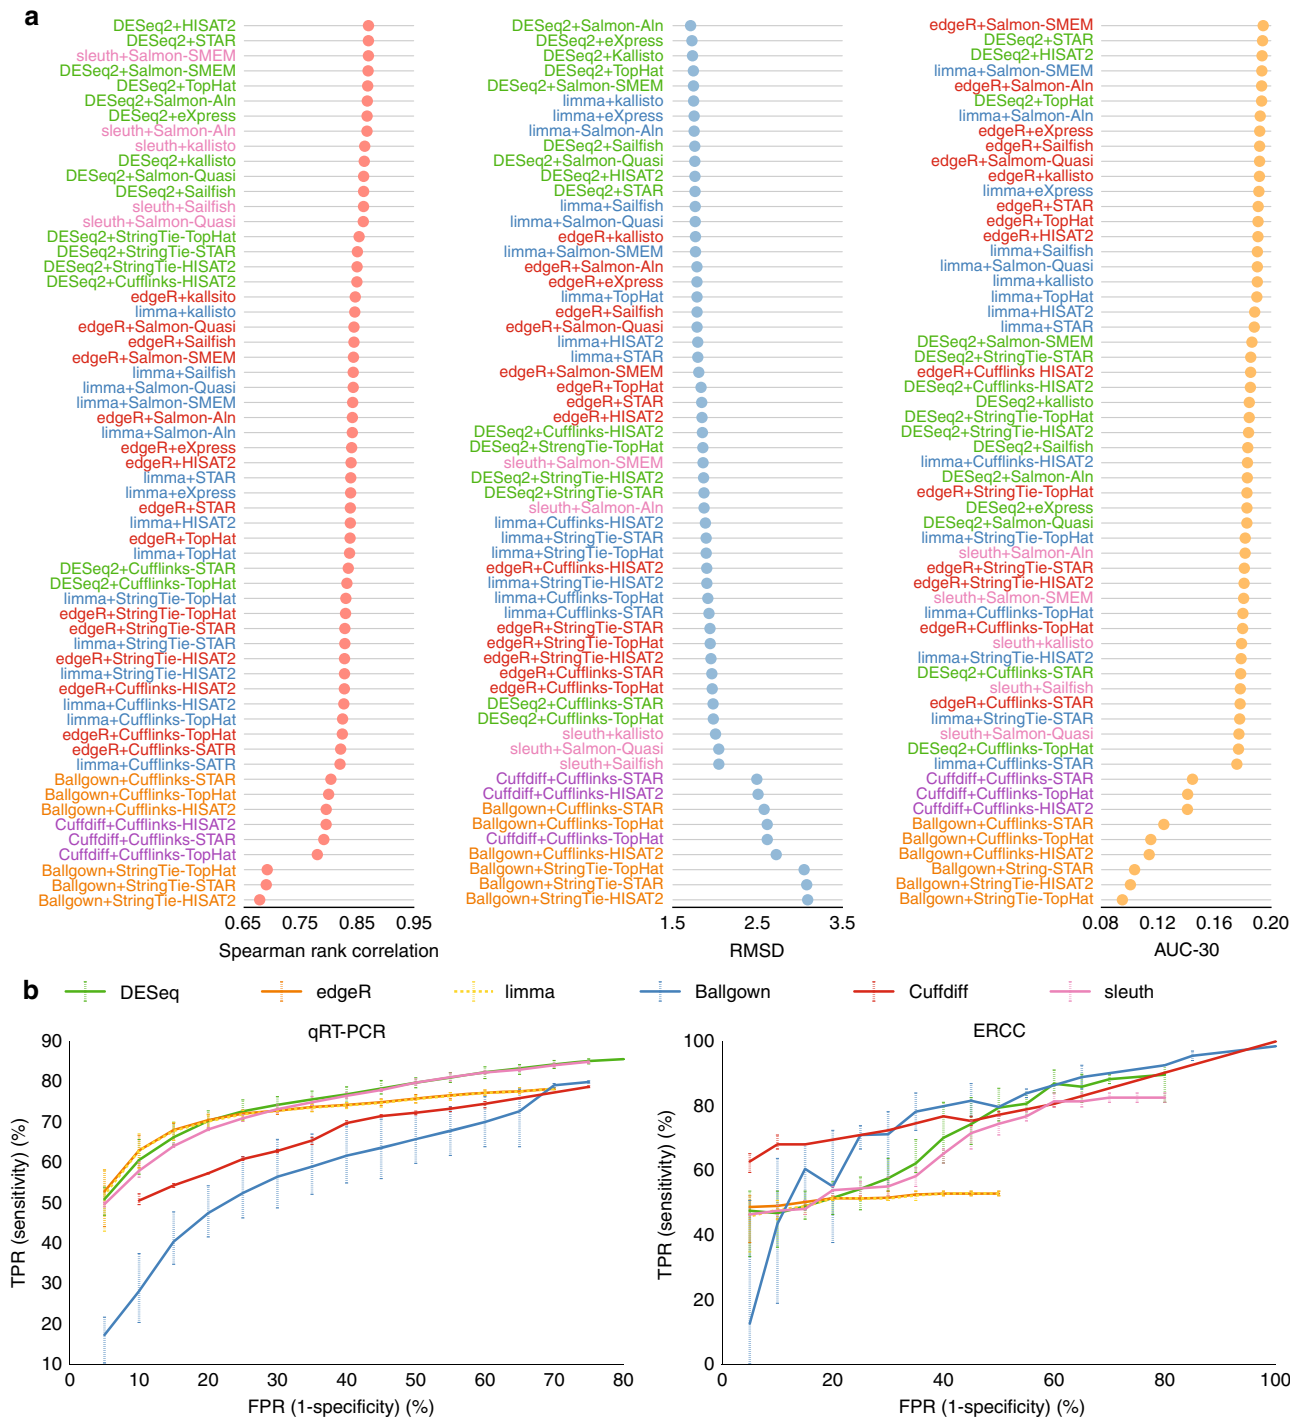 a
DESeq2+HISAT2
DESeq2+STAR
sleuth+Salmon-SMEM
DESeq2+Salmon-SMEM
DESeq2+TopHat
DESeq2+Salmon-Aln
DESeq2+eXpress
sleuth+Salmon-Aln
sleuth+kallisto
DESeq2+kallisto
DESeq2+Salmon-Quasi
DESeq2+Sailfish
sleuth+Sailfish
sleuth+Salmon-Quasi
DESeq2+StringTie-TopHat
DESeq2+StringTie-STAR
DESeq2+StringTie-HISAT2
DESeq2+Cufflinks-HISAT2
edgeR+kallsito
limma+kallisto
edgeR+Salmon-Quasi
edgeR+Sailfish
edgeR+Salmon-SMEM
limma+Sailfish
limma+Salmon-Quasi
limma+Salmon-SMEM
edgeR+Salmon-Aln
limma+Salmon-Aln
edgeR+eXpress
edgeR+HISAT2
limma+STAR
limma+eXpress
edgeR+STAR
limma+HISAT2
edgeR+TopHat
limma+TopHat
DESeq2+Cufflinks-STAR
DESeq2+Cufflinks-TopHat
limma+StringTie-TopHat
edgeR+StringTie-TopHat
edgeR+StringTie-STAR
limma+StringTie-STAR
edgeR+StringTie-HISAT2
limma+StringTie-HISAT2
edgeR+Cufflinks-HISAT2
limma+Cufflinks-HISAT2
limma+Cufflinks-TopHat
edgeR+Cufflinks-TopHat
edgeR+Cufflinks-SATR
limma+Cufflinks-SATR
Ballgown+Cufflinks-STAR
Ballgown+Cufflinks-TopHat
Ballgown+Cufflinks-HISAT2
Cuffdiff+Cufflinks-HISAT2
Cuffdiff+Cufflinks-STAR
Cuffdiff+Cufflinks-TopHat
Ballgown+StringTie-TopHat
Ballgown+StringTie-STAR
Ballgown+StringTie-HISAT2
0.65 0.75 0.85 0.95
Spearman rank correlation
DESeq2+Salmon-Aln
DESeq2+eXpress
DESeq2+Kallisto
DESeq2+TopHat
DESeq2+Salmon-SMEM
limma+kallisto
limma+eXpress
limma+Salmon-Aln
DESeq2+Sailfish
DESeq2+Salmon-Quasi
DESeq2+HISAT2
DESeq2+STAR
limma+Sailfish
limma+Salmon-Quasi
edgeR+kallisto
limma+Salmon-SMEM
edgeR+Salmon-Aln
edgeR+eXpress
limma+TopHat
edgeR+Sailfish
edgeR+Salmon-Quasi
limma+HISAT2
limma+STAR
edgeR+Salmon-SMEM
edgeR+TopHat
edgeR+STAR
edgeR+HISAT2
DESeq2+Cufflinks-HISAT2
DESeq2+StrengTie-TopHat
sleuth+Salmon-SMEM
DESeq2+StringTie-HISAT2
DESeq2+StringTie-STAR
sleuth+Salmon-Aln
limma+Cuffinks-HISAT2
limma+StringTie-STAR
limma+StringTie-TopHat
edgeR+Cufflinks-HISAT2
limma+StringTie-HISAT2
limma+Cufflinks-TopHat
limma+Cufflinks-STAR
edgeR+StringTie-STAR
edgeR+StringTie-TopHat
edgeR+StringTie-HISAT2
edgeR+Cufflinks-STAR
edgeR+Cufflinks-TopHat
DESeq2+Cufflinks-STAR
DESeq2+Cufflinks-TopHat
sleuth+kallisto
sleuth+Salmon-Quasi
sleuth+Sailfish
Cuffdiff+Cufflinks-STAR
Cuffdiff+Cufflinks-HISAT2
Ballgown+Cufflinks-STAR
Ballgown+Cufflinks-TopHat
Cuffdiff+Cufflinks-TopHat
Ballgown+Cufflinks-HISAT2
Ballgown+StringTie-TopHat
Ballgown+StringTie-STAR
Ballgown+StringTie-HISAT2
1.5 2.5 3.5
RMSD
edgeR+Salmon-SMEM
DESeq2+STAR
DESeq2+HISAT2
limma+Salmon-SMEM
edgeR+Salmon-Aln
DESeq2+TopHat
limma+Salmon-Aln
edgeR+eXpress
edgeR+Sailfish
edgeR+Salmom-Quasi
edgeR+kallisto
limma+eXpress
edgeR+STAR
edgeR+TopHat
edgeR+HISAT2
limma+Sailfish
limma+Salmon-Quasi
limma+kallisto
limma+TopHat
limma+HISAT2
limma+STAR
DESeq2+Salmon-SMEM
DESeq2+StringTie-STAR
edgeR+Cufflinks HISAT2
DESeq2+Cufflinks-HISAT2
DESeq2+kallisto
DESeq2+StringTie-TopHat
DESeq2+StringTie-HISAT2
DESeq2+Sailfish
limma+Cufflinks-HISAT2
DESeq2+Salmon-Aln
edgeR+StringTie-TopHat
DESeq2+eXpress
DESeq2+Salmon-Quasi
limma+StringTie-TopHat
sleuth+Salmon-Aln
edgeR+StringTie-STAR
edgeR+StringTie-HISAT2
sleuth+Salmon-SMEM
limma+Cufflinks-TopHat
edgeR+Cufflinks-TopHat
sleuth+kallisto
limma+StringTie-HISAT2
DESeq2+Cufflinks-STAR
sleuth+Sailfish
edgeR+Cufflinks-STAR
limma+StringTie-STAR
sleuth+Salmon-Quasi
DESeq2+Cufflinks-TopHat
limma+Cufflinks-STAR
Cuffdiff+Cufflinks-STAR
Cuffdiff+Cufflinks-TopHat
Cuffdiff+Cufflinks-HISAT2
Ballgown+Cufflinks-STAR
Ballgown+Cufflinks-TopHat
Ballgown+Cufflinks-HISAT2
Ballgown+String-STAR
Ballgown+StringTie-HISAT2
Ballgown+StringTie-TopHat
0.08 0.12 0.16 0.20
AUC-30
b
DESeq edgeR limma Ballgown Cuffdiff sleuth
qRT-PCR
TPR (sensitivity) (%)
90
80
70
60
50
40
30
20
10
0 10 20 30 40 50 60 70 80
FPR (1-specificity) (%)
ERCC
TPR (sensitivity) (%)
100
80
60
40
20
0
0 20 40 60 80 100
FPR (1-specificity) (%)